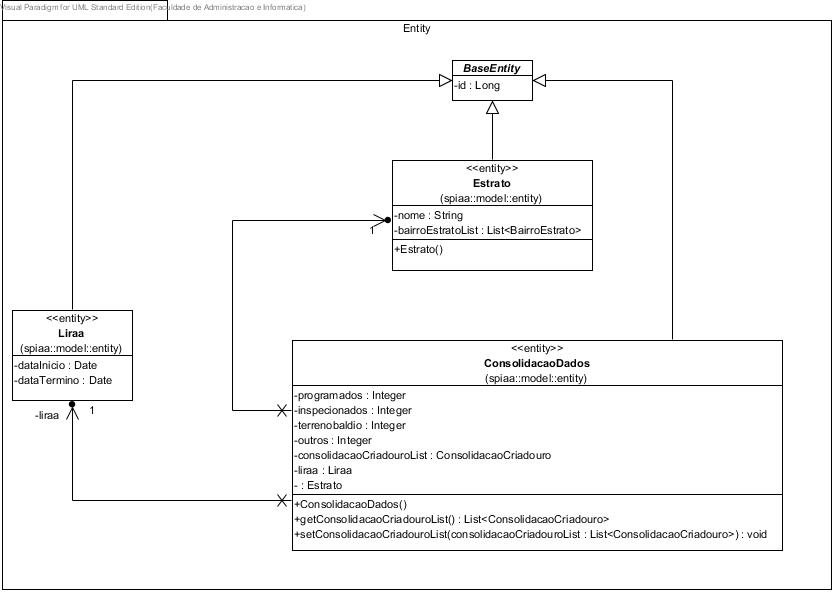 Visual Paradigm for UML Standard Edition(Faculdade de Administracao e Informatica)
Entity
BaseEntity
-id : Long
<<entity>>
Estrato
(spiaa::model::entity)
-nome : String
-bairroEstratoList : List<BairroEstrato>
+Estrato()
1
<<entity>>
Liraa
(spiaa::model::entity)
-dataInicio : Date
-dataTermino : Date
-liraa
1
<<entity>>
ConsolidacaoDados
(spiaa::model::entity)
-programados : Integer
-inspecionados : Integer
-terrenobaldio : Integer
-outros : Integer
-consolidacaoCriadouroList : ConsolidacaoCriadouro
-liraa : Liraa
- : Estrato
+ConsolidacaoDados()
+getConsolidacaoCriadouroList() : List<ConsolidacaoCriadouro>
+setConsolidacaoCriadouroList(consolidacaoCriadouroList : List<ConsolidacaoCriadouro>) : void